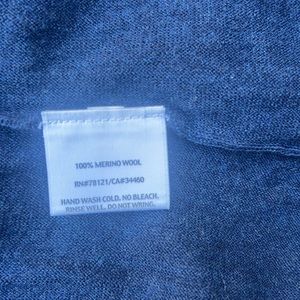 100% MERINO WOOL
RN#78121/CA#34460
HAND WASH COLD. NO BLEACH.
RINSE WELL. DO NOT WRING.